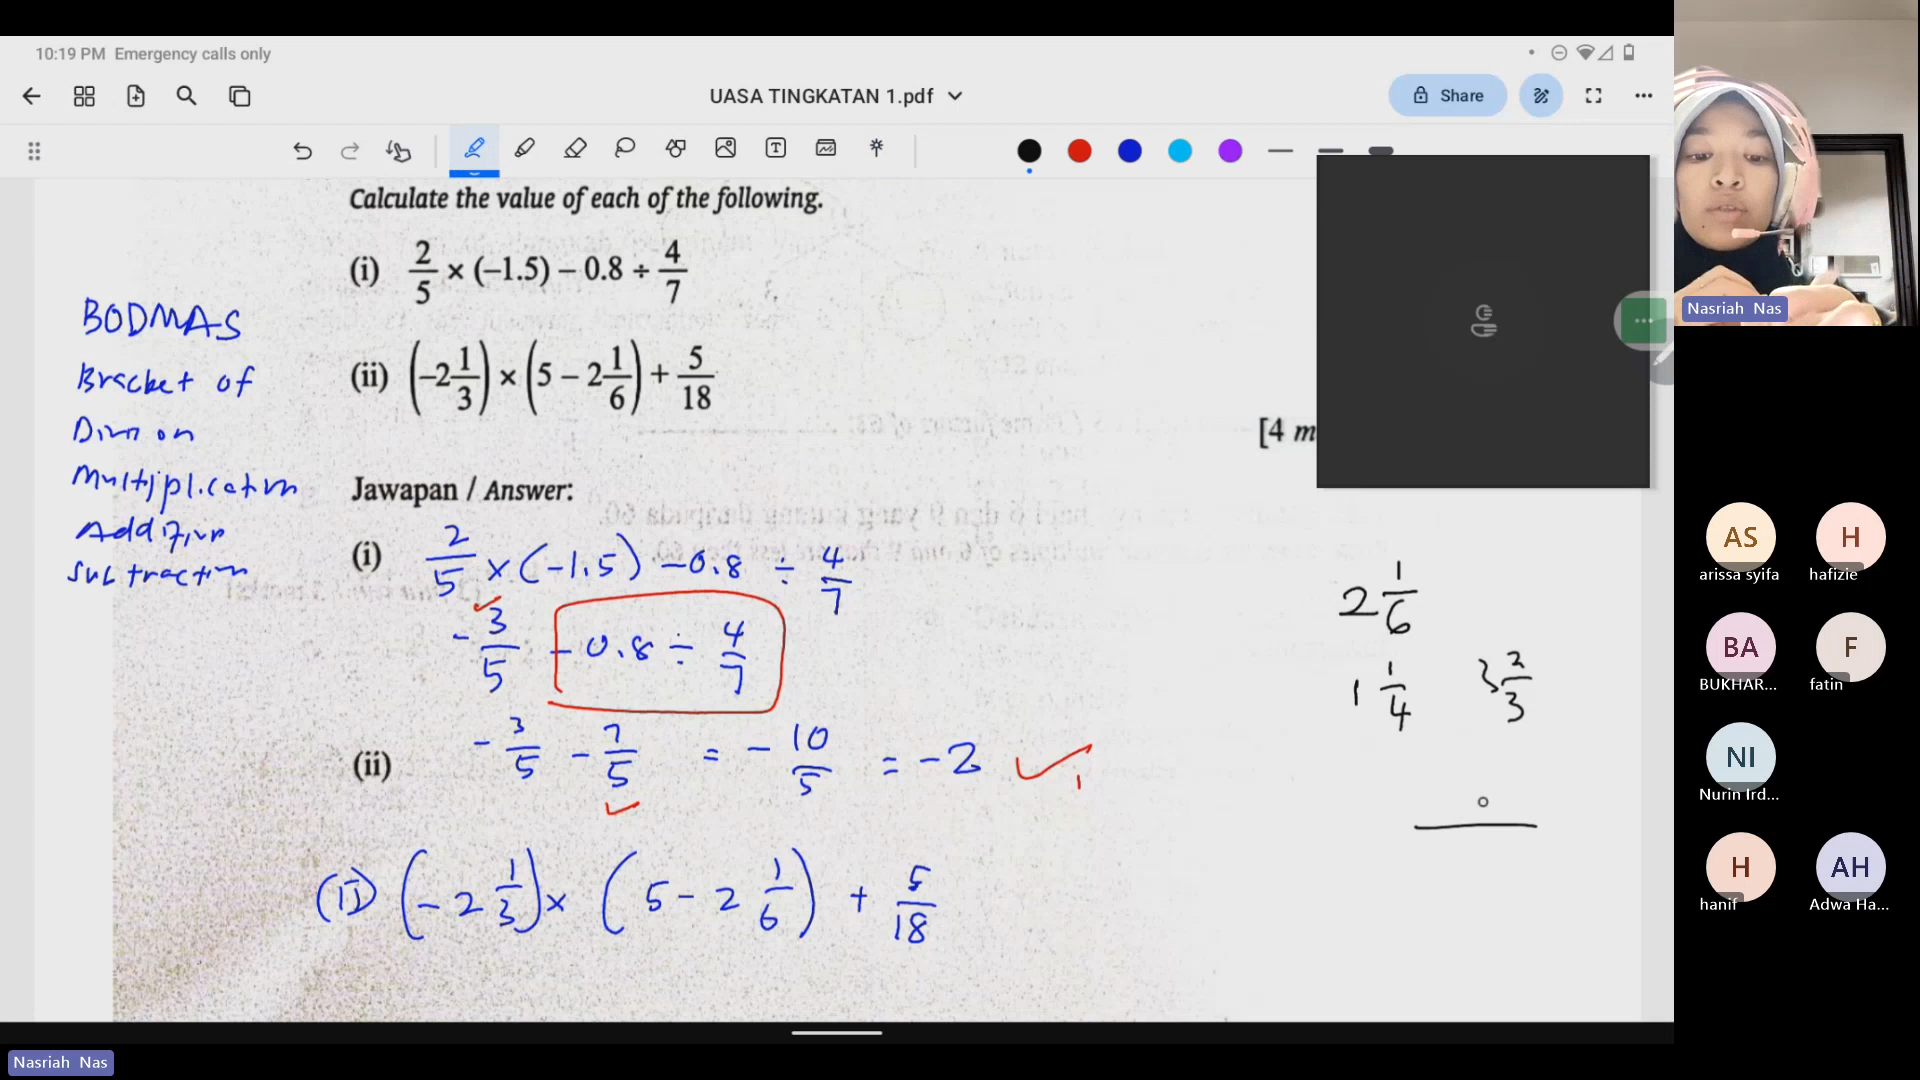 10:19 PM Emergency calls only
UASA TINGKATAN 1.pdf
Share
Calculate the value of each of the following.
(i) 2/5 × (−1.5) − 0.8 ÷ 4/7
(ii) (−2 1/3) × (5 − 2 1/6) + 5/18
[4 m
BODMAS
Bracket of
Multiplication
Addition
Subtraction
Jawapan / Answer:
(i) 2/5 × (−1.5) − 0.8 ÷ 4/7
− 3/5 − 0.8 ÷ 4/7
(ii) − 3/5 − 7/5 = − 10/5 = −2
1
(ii) (− 2 1/3) × (5 − 2 1/6) + 5/18
2 1/6
1 1/4 3 2/3
Nasriah Nas
AS H
arissa syifa hafizie
BA F
BUKHAR... fatin
NI
Nurin Ird...
H AH
hanif Adwa Ha...
Nasriah Nas